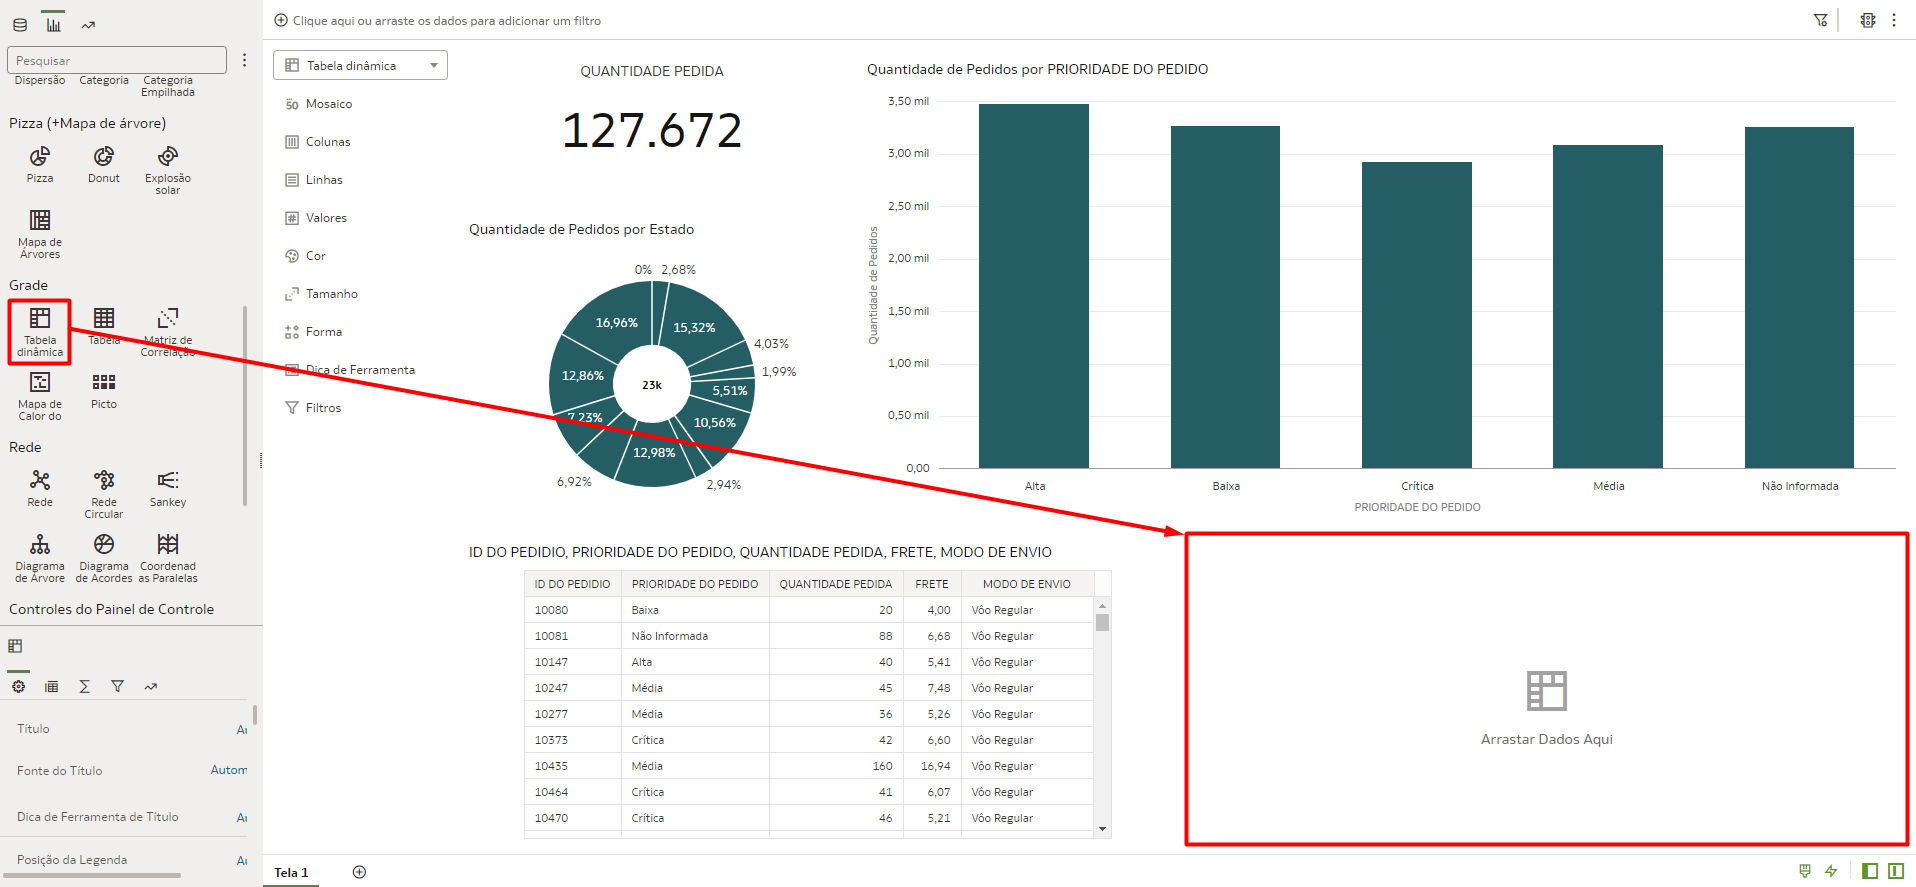 Clique aqui ou arraste os dados para adicionar um filtro
Pesquisar
Dispersão Categoria Categoria
Empilhada
Pizza (+Mapa de árvore)
Pizza Donut Explosão
solar
Mapa de
Árvores
Grade
Tabela
dinâmica
Tabela
Matriz de
Correlação
Mapa de
Calor do
Picto
Rede
Rede
Rede
Circular
Sankey
Diagrama
de Árvore
Diagrama
de Acordes
Coordenad
as Paralelas
Controles do Painel de Controle
Título
Au
Fonte do Título
Autom
Dica de Ferramenta de Título
Au
Posição da Legenda
Au
Tabela dinâmica
50 Mosaico
Colunas
Linhas
Valores
Cor
Tamanho
Forma
Dica de Ferramenta
Filtros
QUANTIDADE PEDIDA
127.672
Quantidade de Pedidos por Estado
0% 2,68%
16,96% 15,32%
4,03%
1,99%
12,86% 23k 5,51%
7,23% 10,56%
12,98%
6,92% 2,94%
Quantidade de Pedidos por PRIORIDADE DO PEDIDO
Quantidade de Pedidos
3,50 mil
3,00 mil
2,50 mil
2,00 mil
1,50 mil
1,00 mil
0,50 mil
0,00
Alta Baixa Crítica Média Não Informada
PRIORIDADE DO PEDIDO
ID DO PEDIDIO, PRIORIDADE DO PEDIDO, QUANTIDADE PEDIDA, FRETE, MODO DE ENVIO
ID DO PEDIDIO PRIORIDADE DO PEDIDO QUANTIDADE PEDIDA FRETE MODO DE ENVIO
10080 Baixa 20 4,00 Vôo Regular
10081 Não Informada 88 6,68 Vôo Regular
10147 Alta 40 5,41 Vôo Regular
10247 Média 45 7,48 Vôo Regular
10277 Média 36 5,26 Vôo Regular
10373 Crítica 42 6,60 Vôo Regular
10435 Média 160 16,94 Vôo Regular
10464 Crítica 41 6,07 Vôo Regular
10470 Crítica 46 5,21 Vôo Regular
Arrastar Dados Aqui
Tela 1